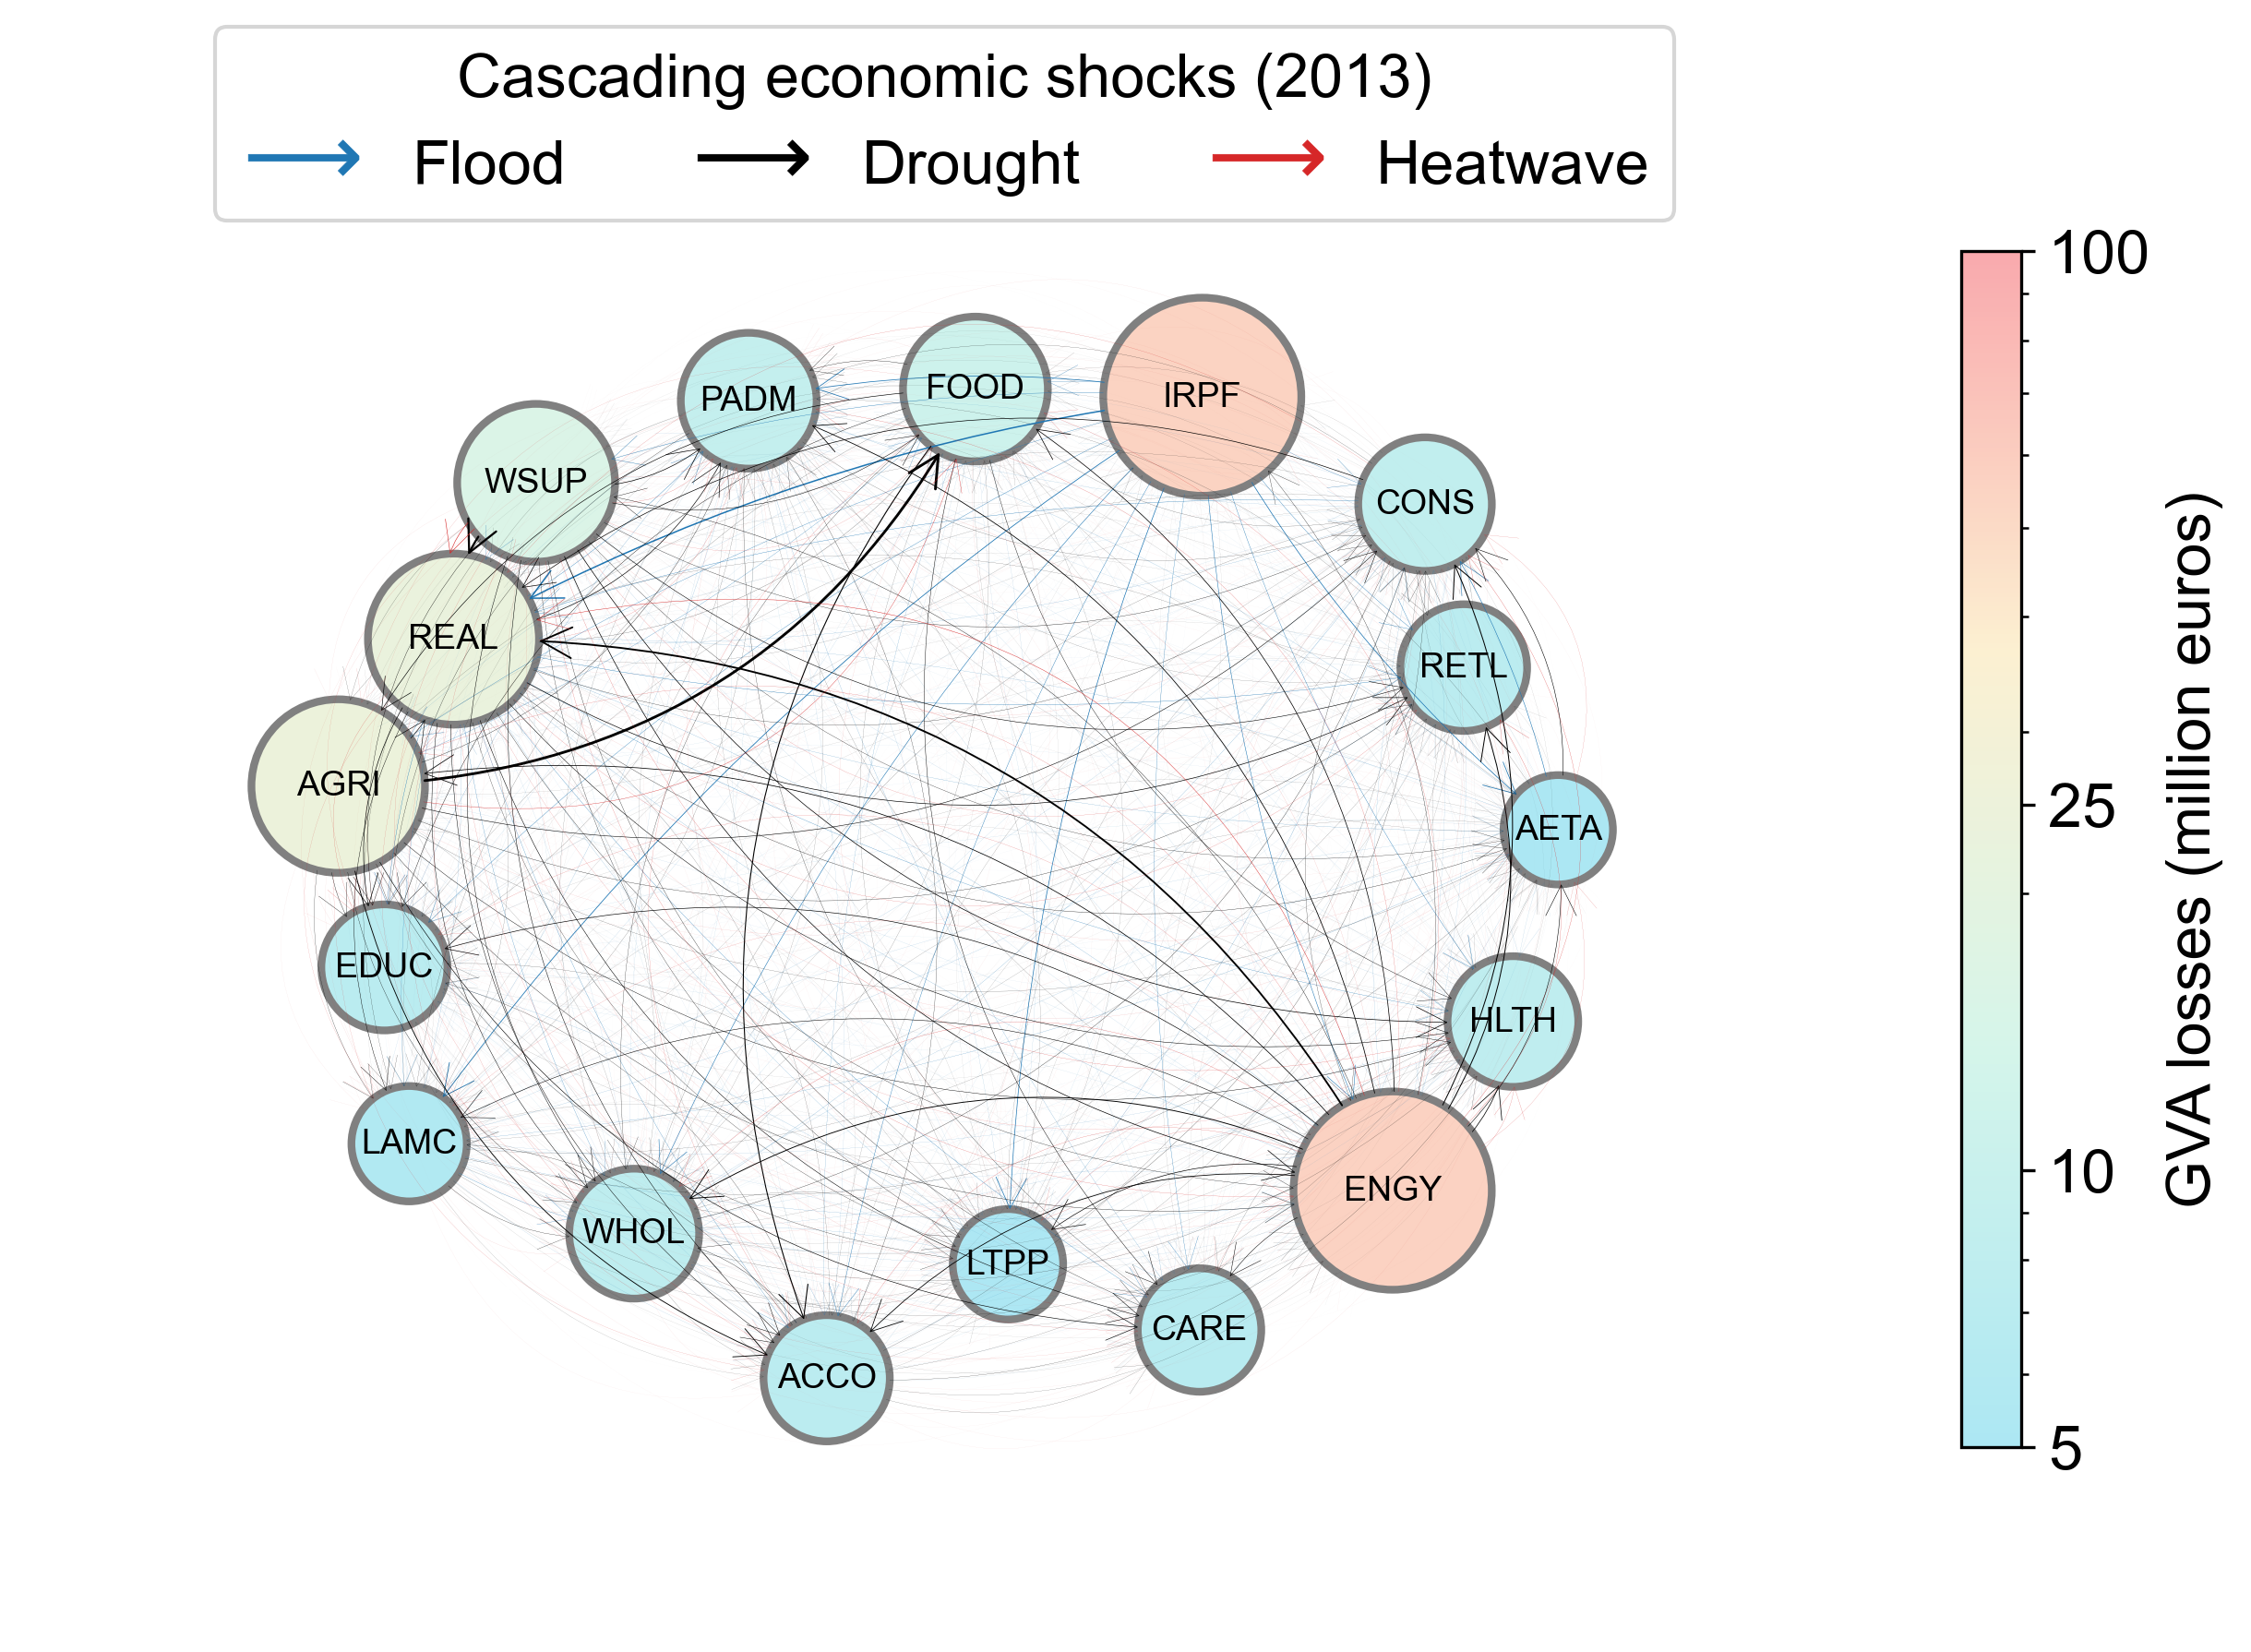 Cascading economic shocks (2013)
Flood Drought Heatwave
IRPF
FOOD
PADM
WSUP
CONS
REAL
RETL
AGRI
AETA
EDUC
HLTH
LAMC
ENGY
WHOL
LTPP
CARE
ACCO
100
25
10
5
GVA losses (million euros)